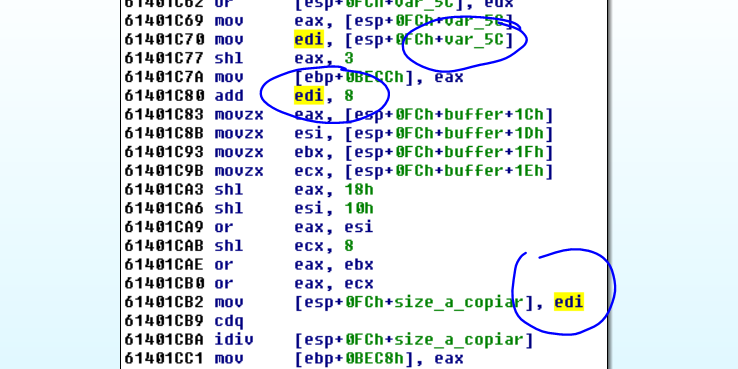 61401C62 or [esp+0FCh+var_5C], edx
61401C69 mov eax, [esp+0FCh+var_5C]
61401C70 mov edi, [esp+0FCh+var_5C]
61401C77 shl eax, 3
61401C7A mov [ebp+0BECCh], eax
61401C80 add edi, 8
61401C83 movzx eax, [esp+0FCh+buffer+1Ch]
61401C8B movzx esi, [esp+0FCh+buffer+1Dh]
61401C93 movzx ebx, [esp+0FCh+buffer+1Fh]
61401C9B movzx ecx, [esp+0FCh+buffer+1Eh]
61401CA3 shl eax, 18h
61401CA6 shl esi, 10h
61401CA9 or eax, esi
61401CAB shl ecx, 8
61401CAE or eax, ebx
61401CB0 or eax, ecx
61401CB2 mov [esp+0FCh+size_a_copiar], edi
61401CB9 cdq
61401CBA idiv [esp+0FCh+size_a_copiar]
61401CC1 mov [ebp+0BEC8h], eax